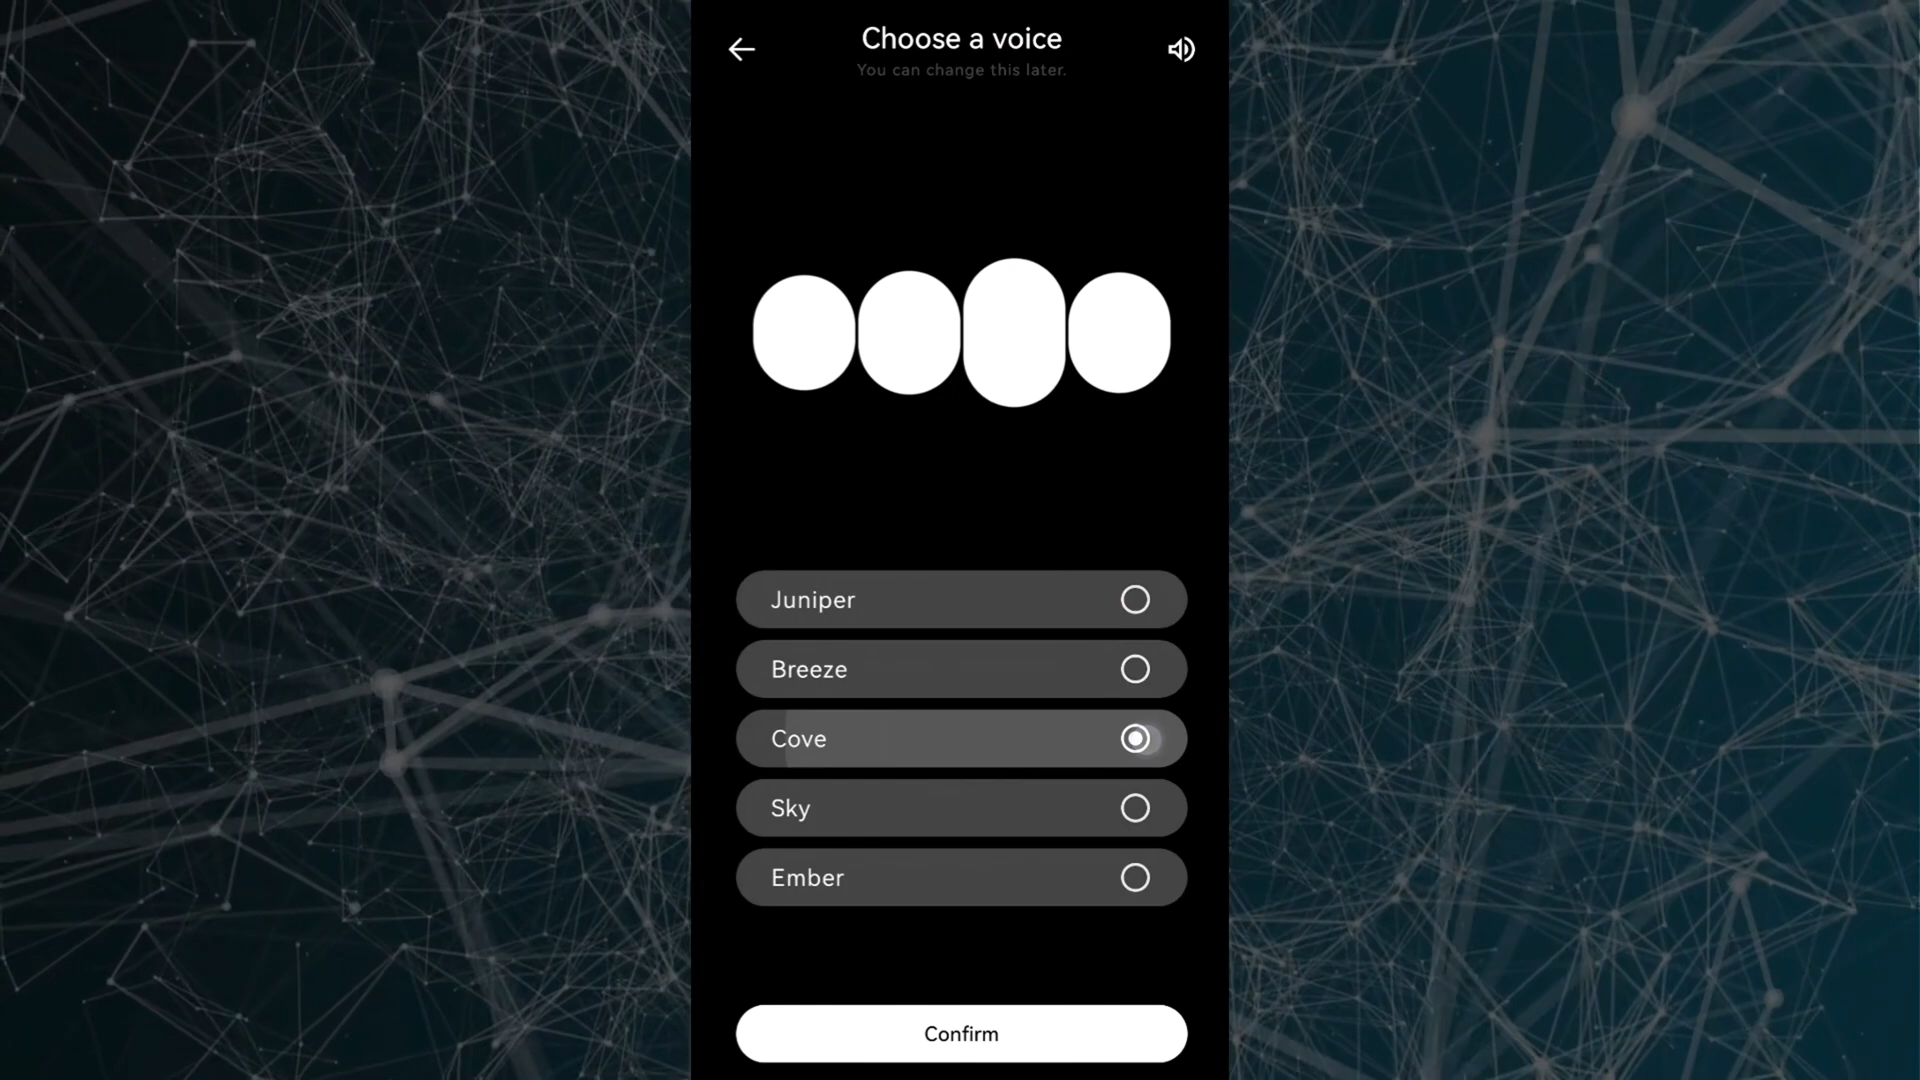 Choose a voice
You can change this later.
Juniper
Breeze
Cove
Sky
Ember
Confirm